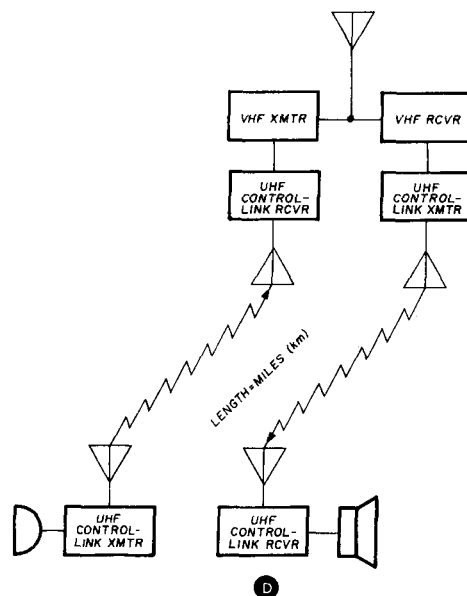 VHF XMTR
VHF RCVR
UHF
CONTROL-
LINK RCVR
UHF
CONTROL-
LINK XMTR
LENGTH=MILES (km)
UHF
CONTROL-
LINK XMTR
UHF
CONTROL-
LINK RCVR
D